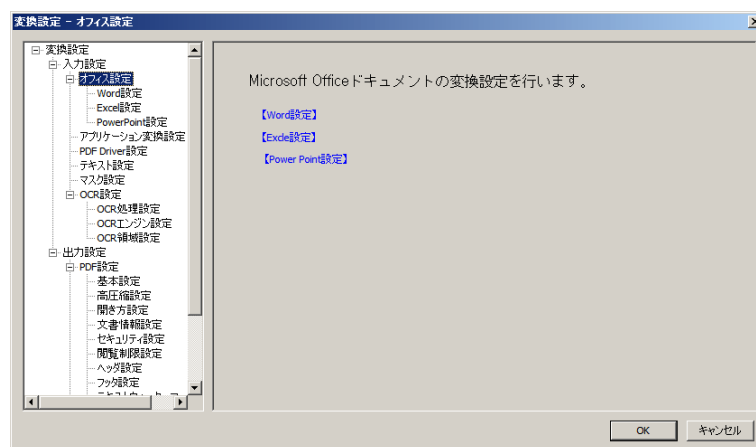 変換設定 - オフィス設定
変換設定
入力設定
オフィス設定
Word設定
Excel設定
PowerPoint設定
アプリケーション変換設定
PDF Driver設定
テキスト設定
マスク設定
OCR設定
OCR処理設定
OCRエンジン設定
OCR領域設定
出力設定
PDF設定
基本設定
高圧縮設定
開き方設定
文書情報設定
セキュリティ設定
閲覧制限設定
ヘッダ設定
フッタ設定
Microsoft Officeドキュメントの変換設定を行います。
【Word設定】
【Excle設定】
【Power Point設定】
OK
キャンセル